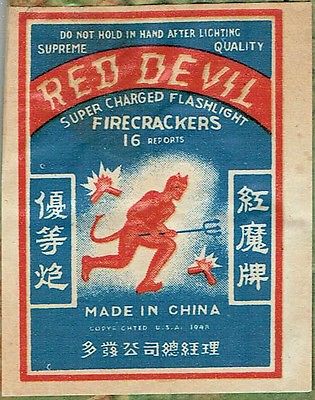 DO NOT HOLD IN HAND AFTER LIGHTING
SUPREME QUALITY
RED DEVIL
SUPER CHARGED FLASHLIGHT
FIRECRACKERS
16 REPORTS
優等炮
紅魔牌
MADE IN CHINA
COPYRIGHTED U.S.A. 1948
多發公司總經理